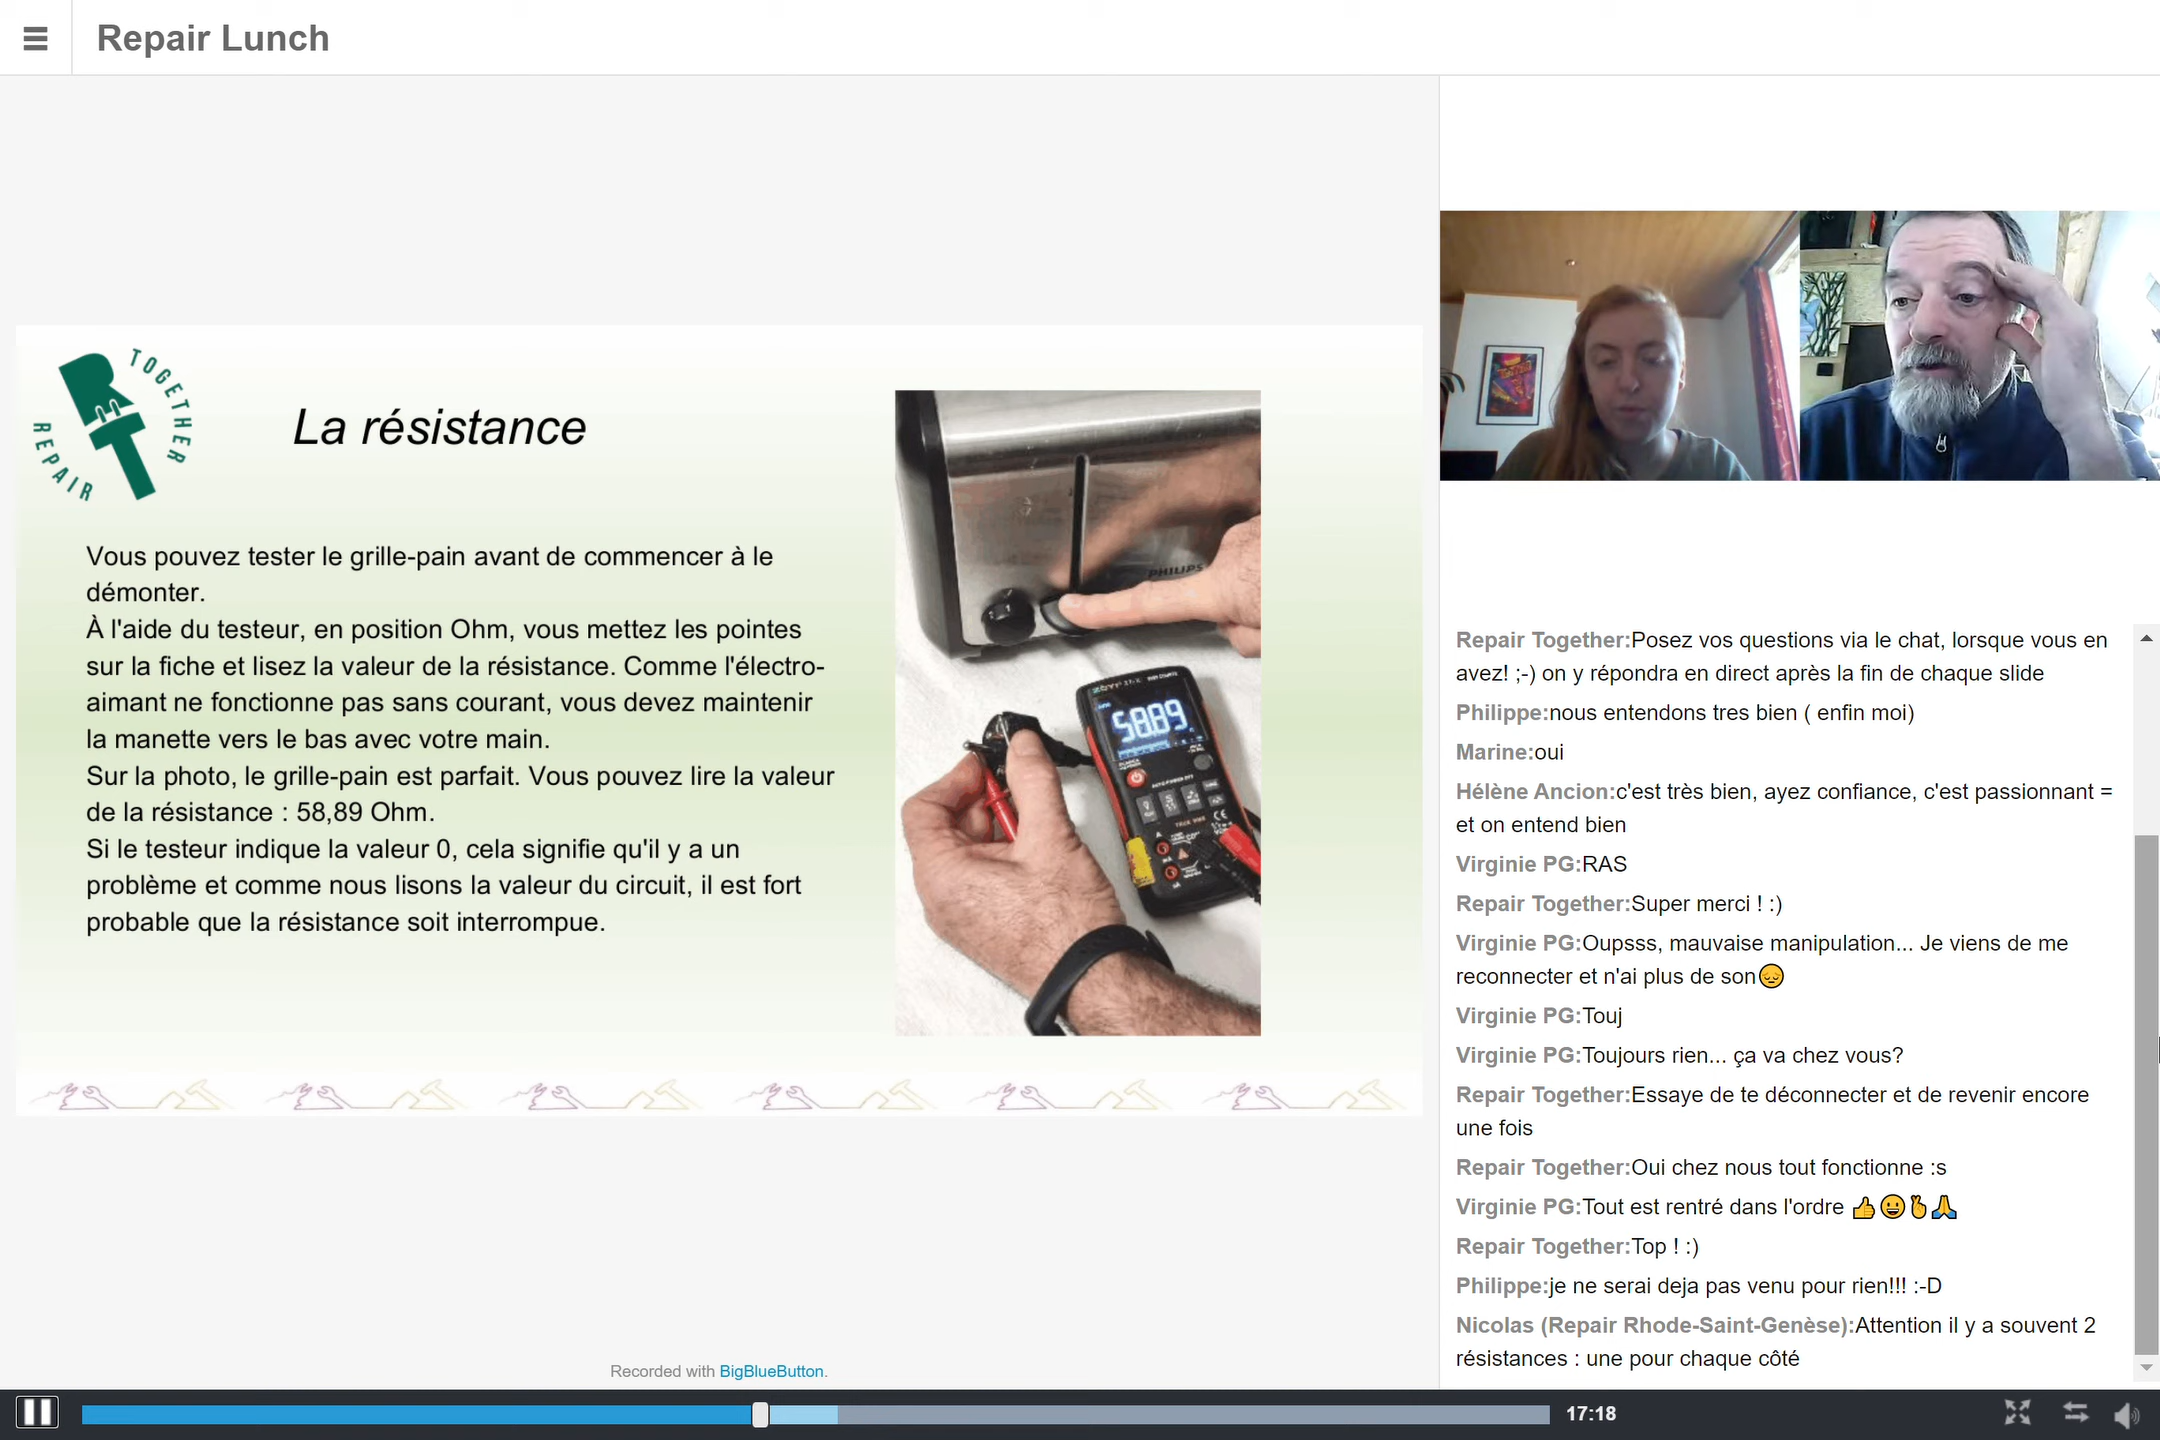 Repair Lunch
REPAIR TOGETHER
La résistance
Vous pouvez tester le grille-pain avant de commencer à le
démonter.
À l'aide du testeur, en position Ohm, vous mettez les pointes
sur la fiche et lisez la valeur de la résistance. Comme l'électro-
aimant ne fonctionne pas sans courant, vous devez maintenir
la manette vers le bas avec votre main.
Sur la photo, le grille-pain est parfait. Vous pouvez lire la valeur
de la résistance : 58,89 Ohm.
Si le testeur indique la valeur 0, cela signifie qu'il y a un
problème et comme nous lisons la valeur du circuit, il est fort
probable que la résistance soit interrompue.
PHILIPS
58.89
Repair Together:Posez vos questions via le chat, lorsque vous en
avez! ;-) on y répondra en direct après la fin de chaque slide
Philippe:nous entendons tres bien ( enfin moi)
Marine:oui
Hélène Ancion:c'est très bien, ayez confiance, c'est passionnant =
et on entend bien
Virginie PG:RAS
Repair Together:Super merci ! :)
Virginie PG:Oupsss, mauvaise manipulation... Je viens de me
reconnecter et n'ai plus de son😔
Virginie PG:Touj
Virginie PG:Toujours rien... ça va chez vous?
Repair Together:Essaye de te déconnecter et de revenir encore
une fois
Repair Together:Oui chez nous tout fonctionne :s
Virginie PG:Tout est rentré dans l'ordre 👍😀🫰🙏
Repair Together:Top ! :)
Philippe:je ne serai deja pas venu pour rien!!! :-D
Nicolas (Repair Rhode-Saint-Genèse):Attention il y a souvent 2
résistances : une pour chaque côté
Recorded with BigBlueButton.
17:18